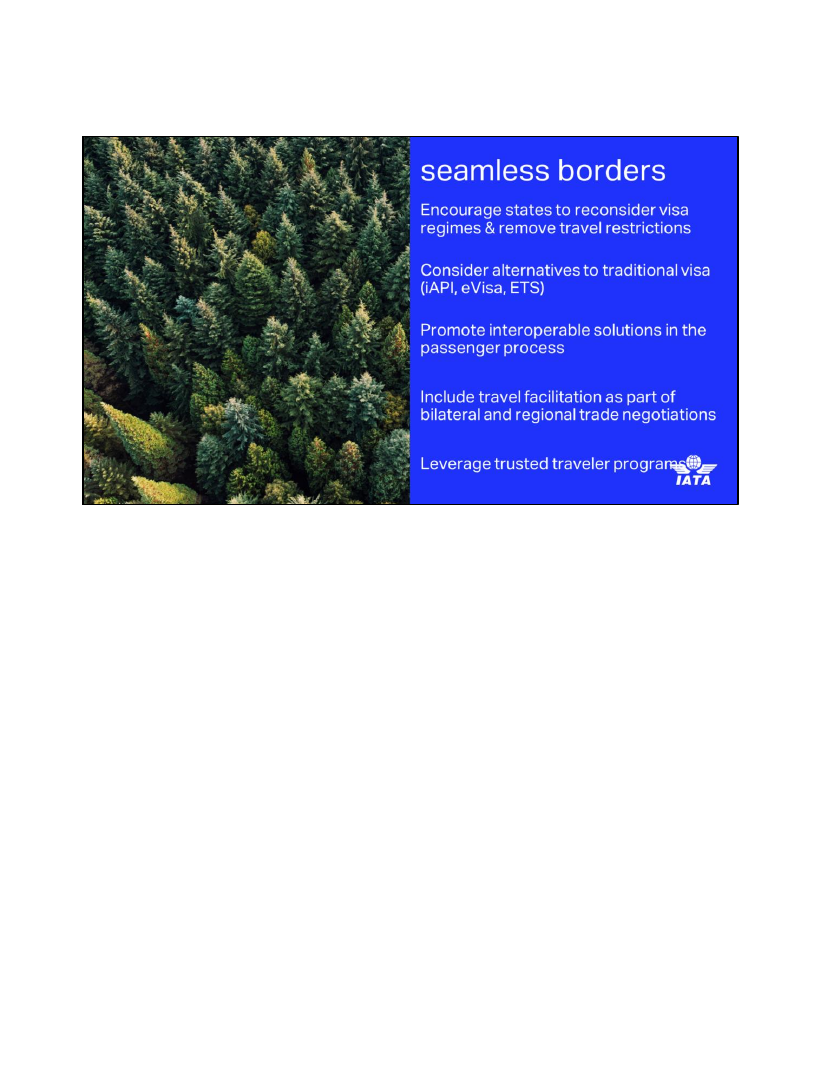 seamless borders
Encourage states to reconsider visa
regimes & remove travel restrictions
Consider alternatives to traditional visa
(iAPI, eVisa, ETS)
Promote interoperable solutions in the
passenger process
Include travel facilitation as part of
bilateral and regional trade negotiations
Leverage trusted traveler programs
IATA